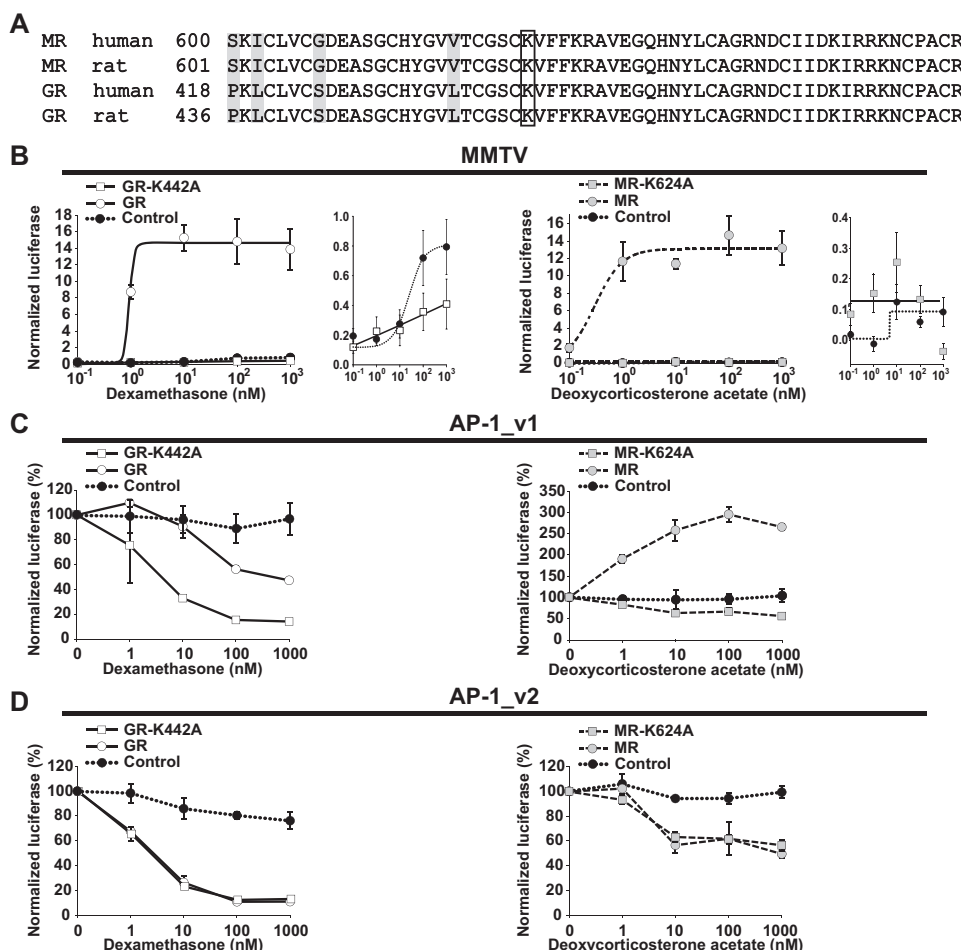 A
MR human 600 SKICLVCGDEASGCHYGVVTCGSCKVFFKRAVEGQHNYLCAGRNDCIIDKIRRKNCPACR
MR rat 601 SKICLVCGDEASGCHYGVVTCGSCKVFFKRAVEGQHNYLCAGRNDCIIDKIRRKNCPACR
GR human 418 PKLCLVCSDEASGCHYGVLTCGSCKVFFKRAVEGQHNYLCAGRNDCIIDKIRRKNCPACR
GR rat 436 PKLCLVCSDEASGCHYGVLTCGSCKVFFKRAVEGQHNYLCAGRNDCIIDKIRRKNCPACR
B
MMTV
GR-K442A
GR
Control
Normalized luciferase
18
16
14
12
10
8
6
4
2
0
10⁻¹ 10⁰ 10¹ 10² 10³
Dexamethasone (nM)
1.0
0.8
0.6
0.4
0.2
0.0
10⁻¹ 10⁰ 10¹ 10² 10³
MR-K624A
MR
Control
Normalized luciferase
16
14
12
10
8
6
4
2
0
10⁻¹ 10⁰ 10¹ 10² 10³
Deoxycorticosterone acetate (nM)
0.4
0.3
0.2
0.1
0.0
10⁻¹ 10⁰ 10¹ 10² 10³
C
AP-1_v1
GR-K442A
GR
Control
Normalized luciferase (%)
120
100
80
60
40
20
0
0 1 10 100 1000
Dexamethasone (nM)
MR-K624A
MR
Control
Normalized luciferase (%)
350
300
250
200
150
100
50
0
0 1 10 100 1000
Deoxycorticosterone acetate (nM)
D
AP-1_v2
GR-K442A
GR
Control
Normalized luciferase (%)
120
100
80
60
40
20
0
0 1 10 100 1000
Dexamethasone (nM)
MR-K624A
MR
Control
Normalized luciferase (%)
120
100
80
60
40
20
0
0 1 10 100 1000
Deoxycorticosterone acetate (nM)